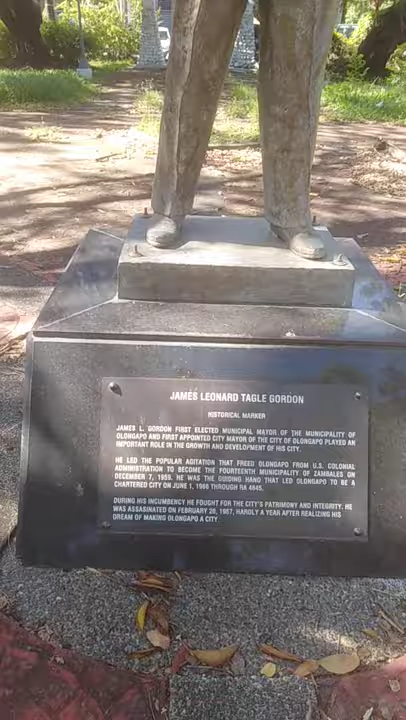 JAMES LEONARD TAGLE GORDON
HISTORICAL MARKER
JAMES L. GORDON FIRST ELECTED MUNICIPAL MAYOR OF THE MUNICIPALITY OF
OLONGAPO AND FIRST APPOINTED CITY MAYOR OF THE CITY OF OLONGAPO PLAYED AN
IMPORTANT ROLE IN THE GROWTH AND DEVELOPMENT OF HIS CITY.
HE LED THE POPULAR AGITATION THAT FREED OLONGAPO FROM U.S. COLONIAL
ADMINISTRATION TO BECOME THE FOURTEENTH MUNICIPALITY OF ZAMBALES ON
DECEMBER 7, 1959. HE WAS THE GUIDING HAND THAT LED OLONGAPO TO BE A
CHARTERED CITY ON JUNE 1, 1966 THROUGH RA 4645.
DURING HIS INCUMBENCY HE FOUGHT FOR THE CITY'S PATRIMONY AND INTEGRITY. HE
WAS ASSASINATED ON FEBRUARY 20, 1967, HARDLY A YEAR AFTER REALIZING HIS
DREAM OF MAKING OLONGAPO A CITY.